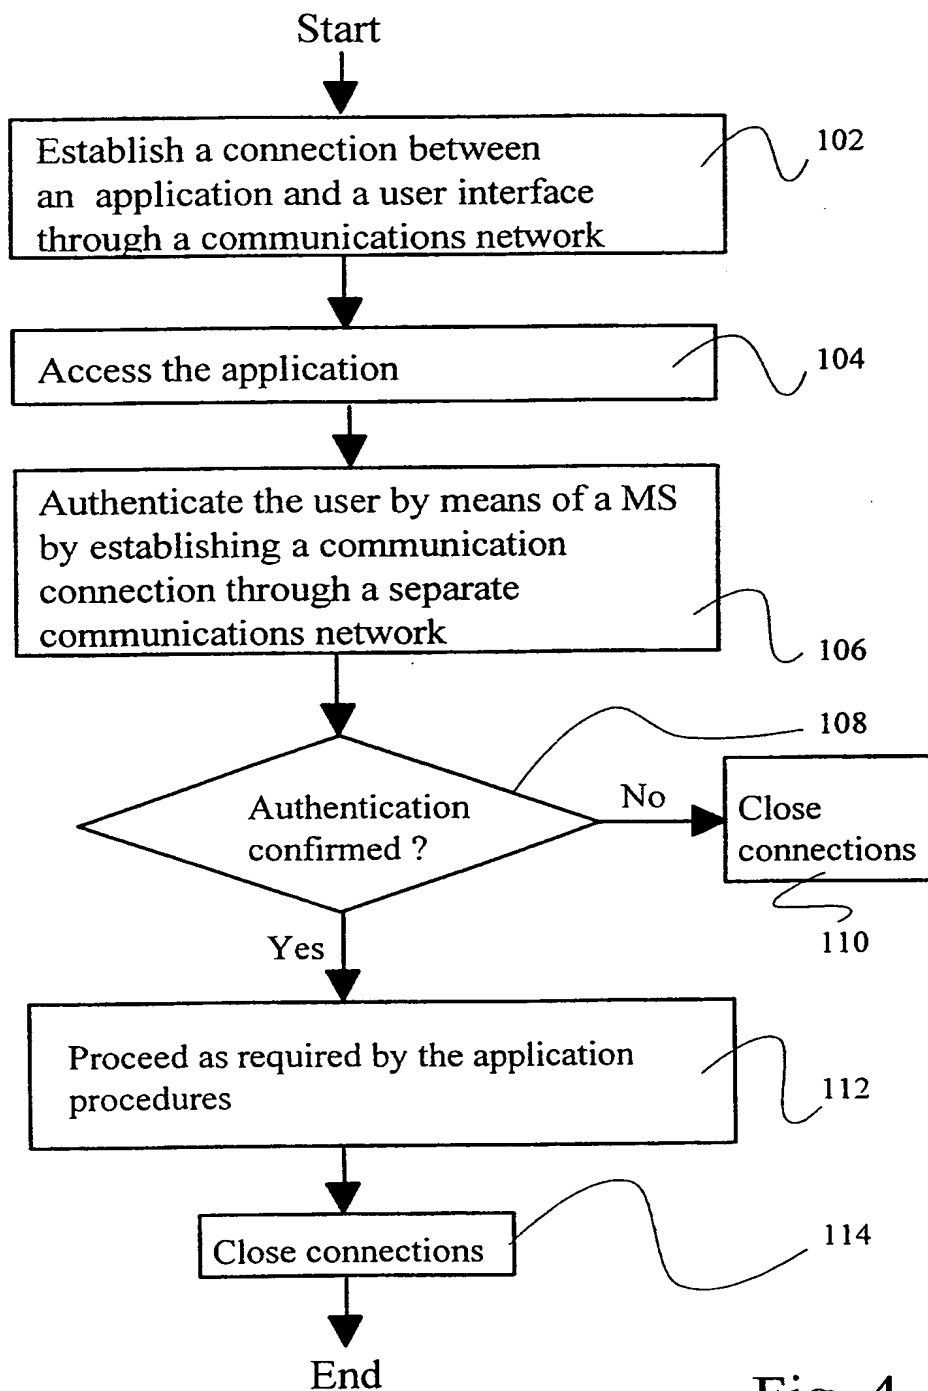 Start
Establish a connection between
an application and a user interface
through a communications network
102
Access the application
104
Authenticate the user by means of a MS
by establishing a communication
connection through a separate
communications network
106
108
Authentication
confirmed ?
No
Close
connections
110
Yes
Proceed as required by the application
procedures
112
Close connections
114
End
Fig. 4